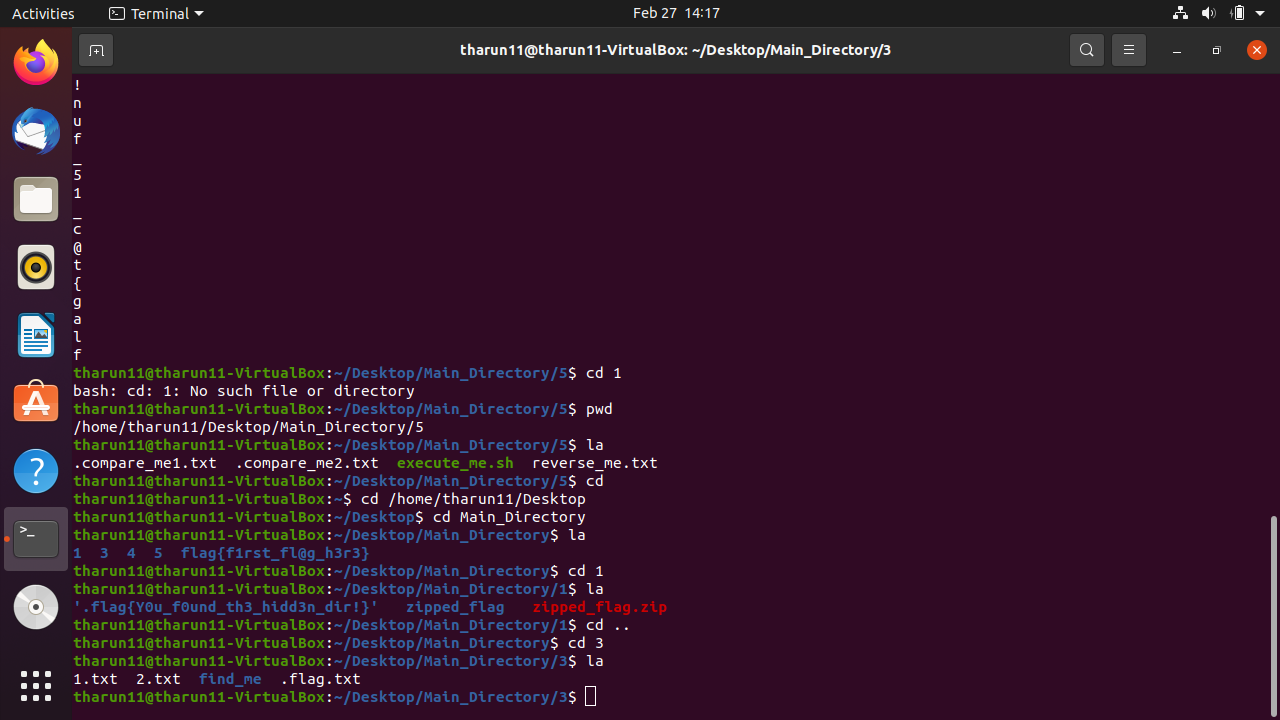 Activities
Terminal
Feb 27 14:17
tharun11@tharun11-VirtualBox: ~/Desktop/Main_Directory/3
!
n
u
f
_
5
1
_
c
@
t
{
g
a
l
f
tharun11@tharun11-VirtualBox:~/Desktop/Main_Directory/5$ cd 1
bash: cd: 1: No such file or directory
tharun11@tharun11-VirtualBox:~/Desktop/Main_Directory/5$ pwd
/home/tharun11/Desktop/Main_Directory/5
tharun11@tharun11-VirtualBox:~/Desktop/Main_Directory/5$ la
.compare_me1.txt  .compare_me2.txt  execute_me.sh  reverse_me.txt
tharun11@tharun11-VirtualBox:~/Desktop/Main_Directory/5$ cd
tharun11@tharun11-VirtualBox:~$ cd /home/tharun11/Desktop
tharun11@tharun11-VirtualBox:~/Desktop$ cd Main_Directory
tharun11@tharun11-VirtualBox:~/Desktop/Main_Directory$ la
1  3  4  5  flag{f1rst_fl@g_h3r3}
tharun11@tharun11-VirtualBox:~/Desktop/Main_Directory$ cd 1
tharun11@tharun11-VirtualBox:~/Desktop/Main_Directory/1$ la
'.flag{Y0u_f0und_th3_hidd3n_dir!}'   zipped_flag   zipped_flag.zip
tharun11@tharun11-VirtualBox:~/Desktop/Main_Directory/1$ cd ..
tharun11@tharun11-VirtualBox:~/Desktop/Main_Directory$ cd 3
tharun11@tharun11-VirtualBox:~/Desktop/Main_Directory/3$ la
1.txt  2.txt  find_me  .flag.txt
tharun11@tharun11-VirtualBox:~/Desktop/Main_Directory/3$